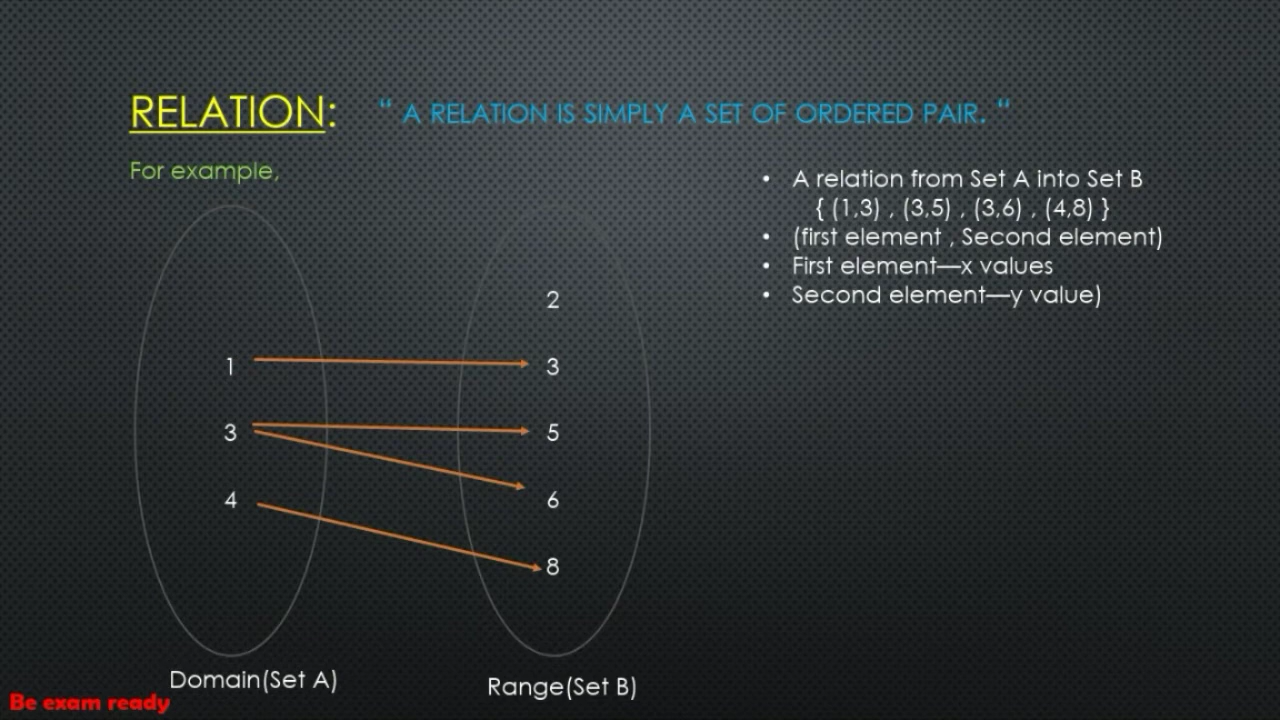 RELATION: “ A RELATION IS SIMPLY A SET OF ORDERED PAIR. “
For example,
• A relation from Set A into Set B
{ (1,3) , (3,5) , (3,6) , (4,8) }
• (first element , Second element)
• First element—x values
• Second element—y value)
2
1 3
3 5
4 6
8
Domain(Set A) Range(Set B)
Be exam ready